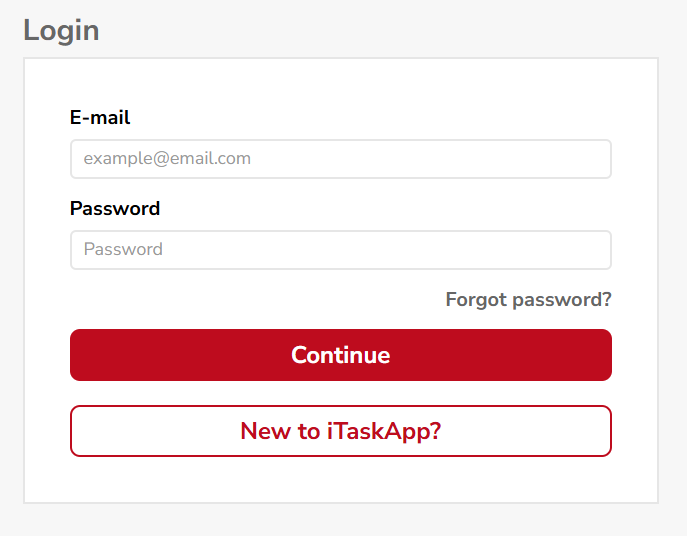 Login
E-mail
example@email.com
Password
Password
Forgot password?
Continue
New to iTaskApp?